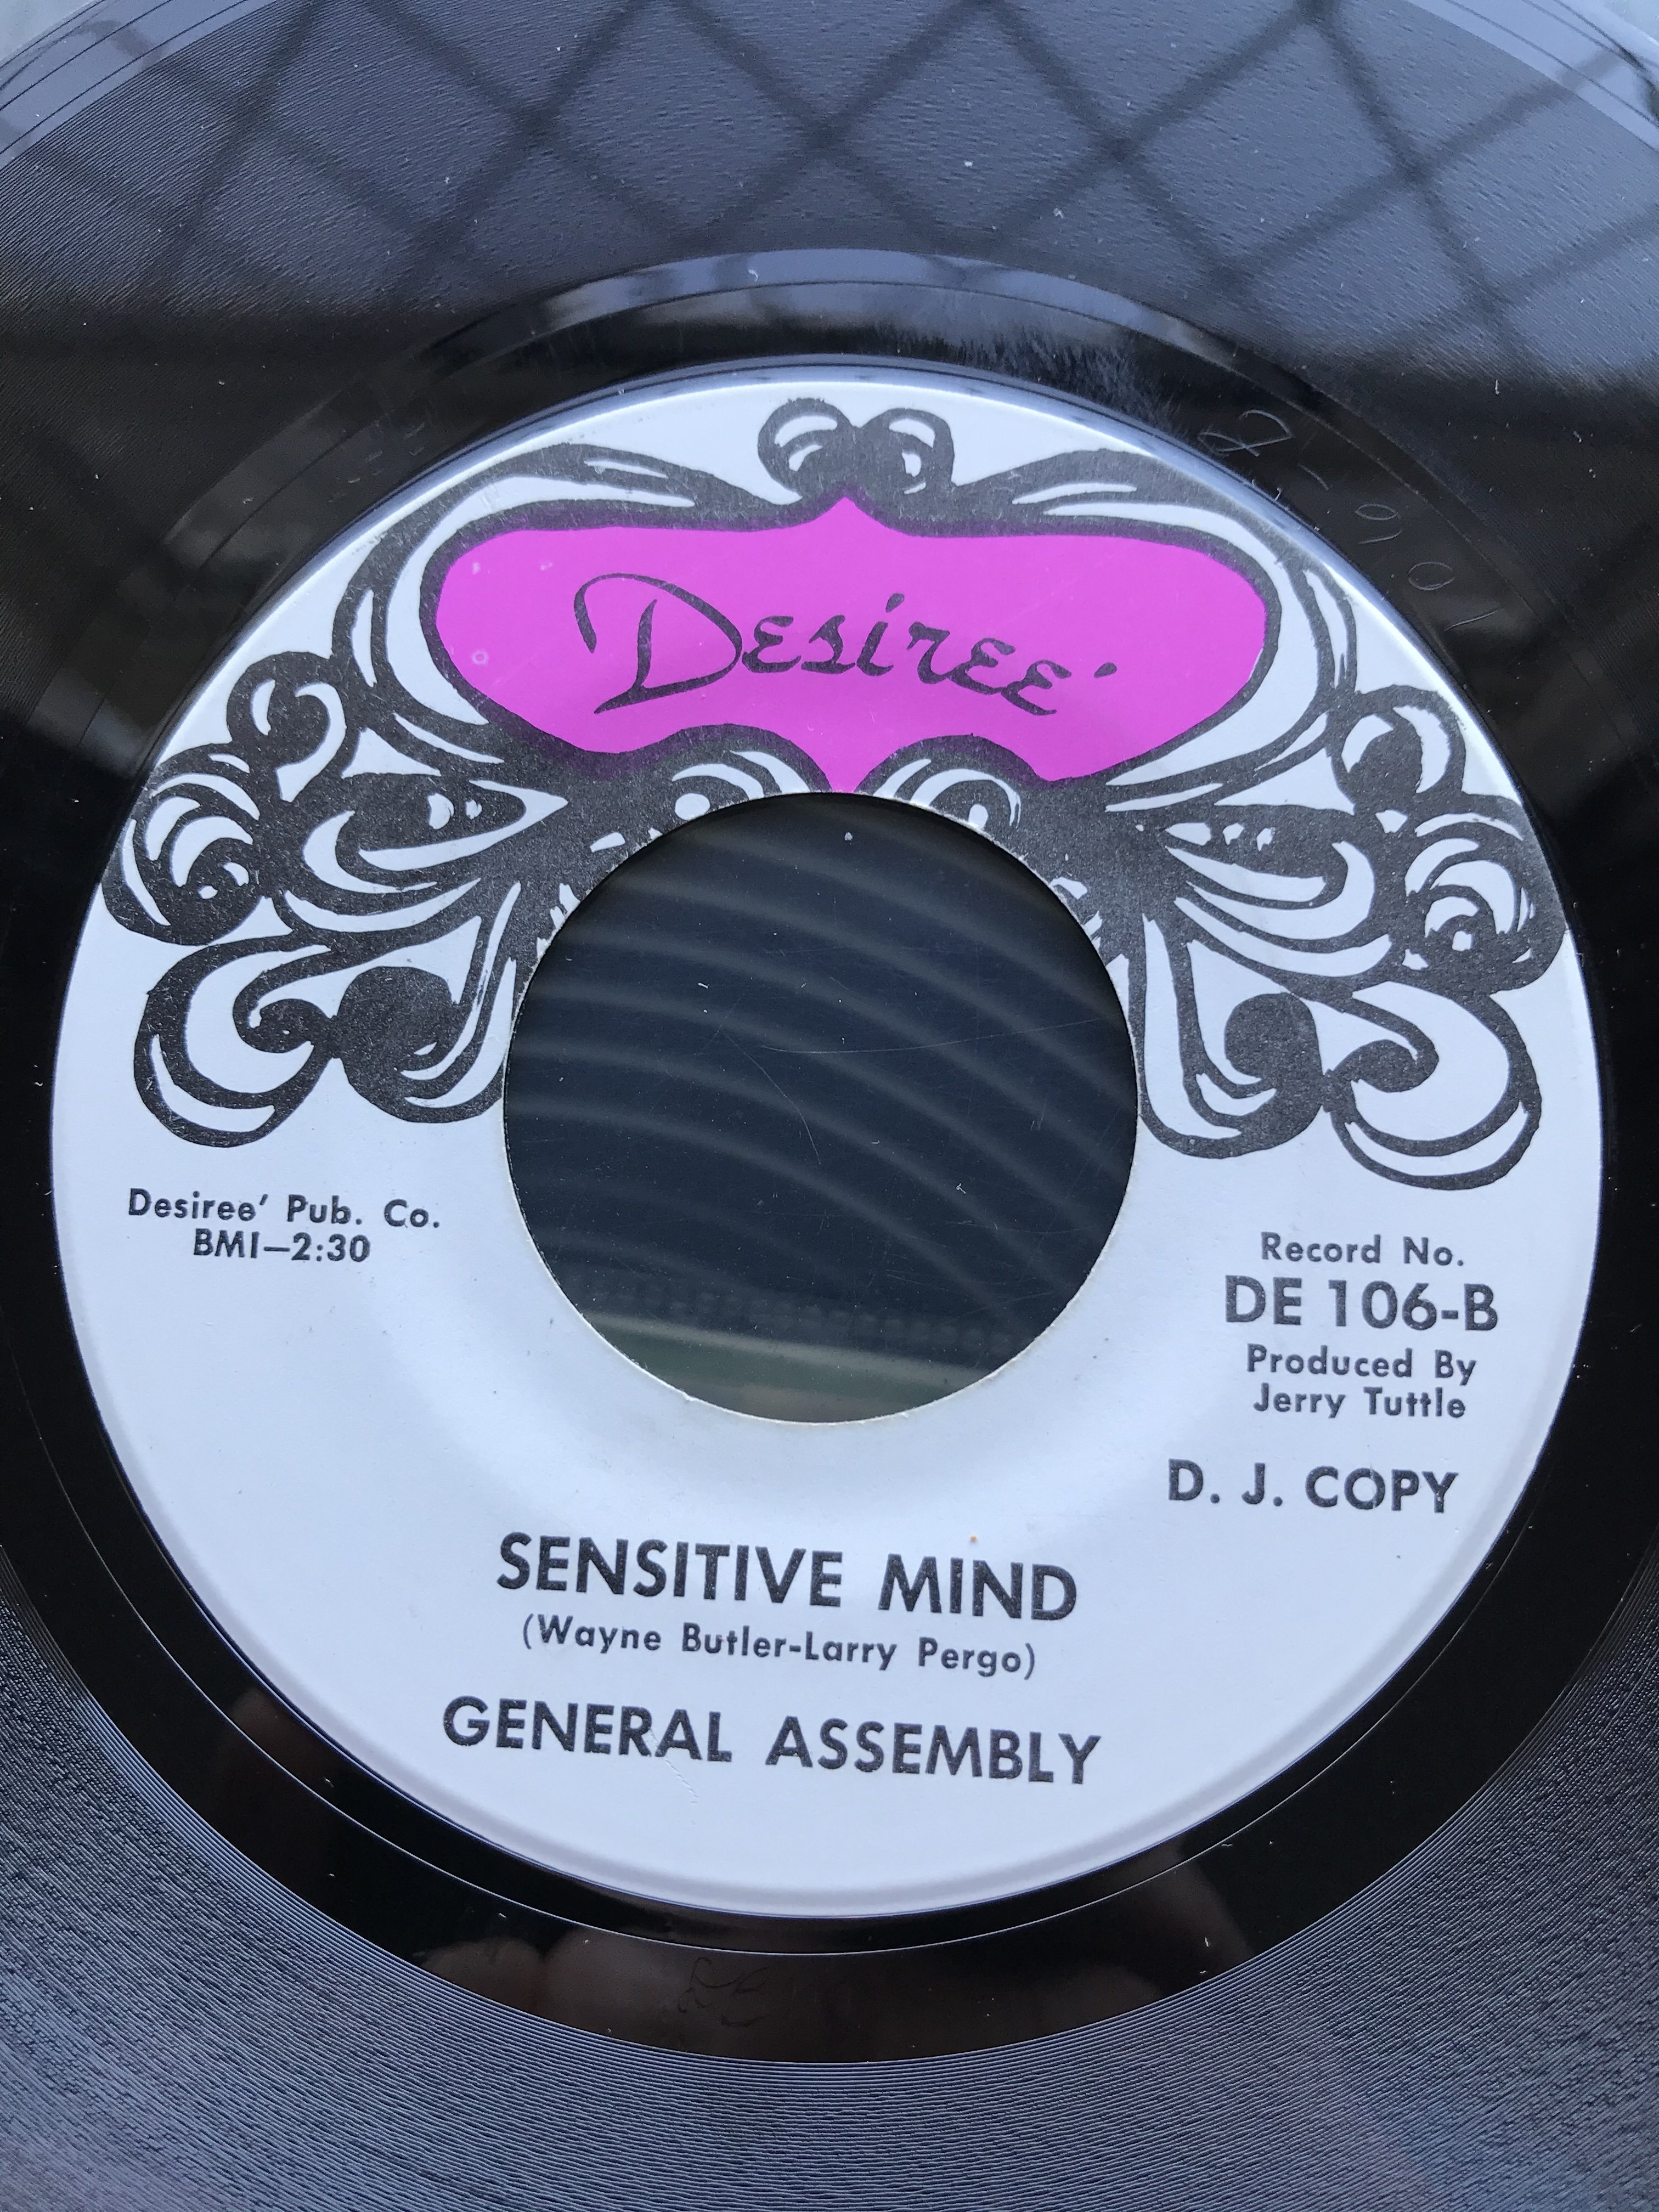 Desiree'
Desiree' Pub. Co.
BMI—2:30
Record No.
DE 106-B
Produced By
Jerry Tuttle
D. J. COPY
SENSITIVE MIND
(Wayne Butler-Larry Pergo)
GENERAL ASSEMBLY